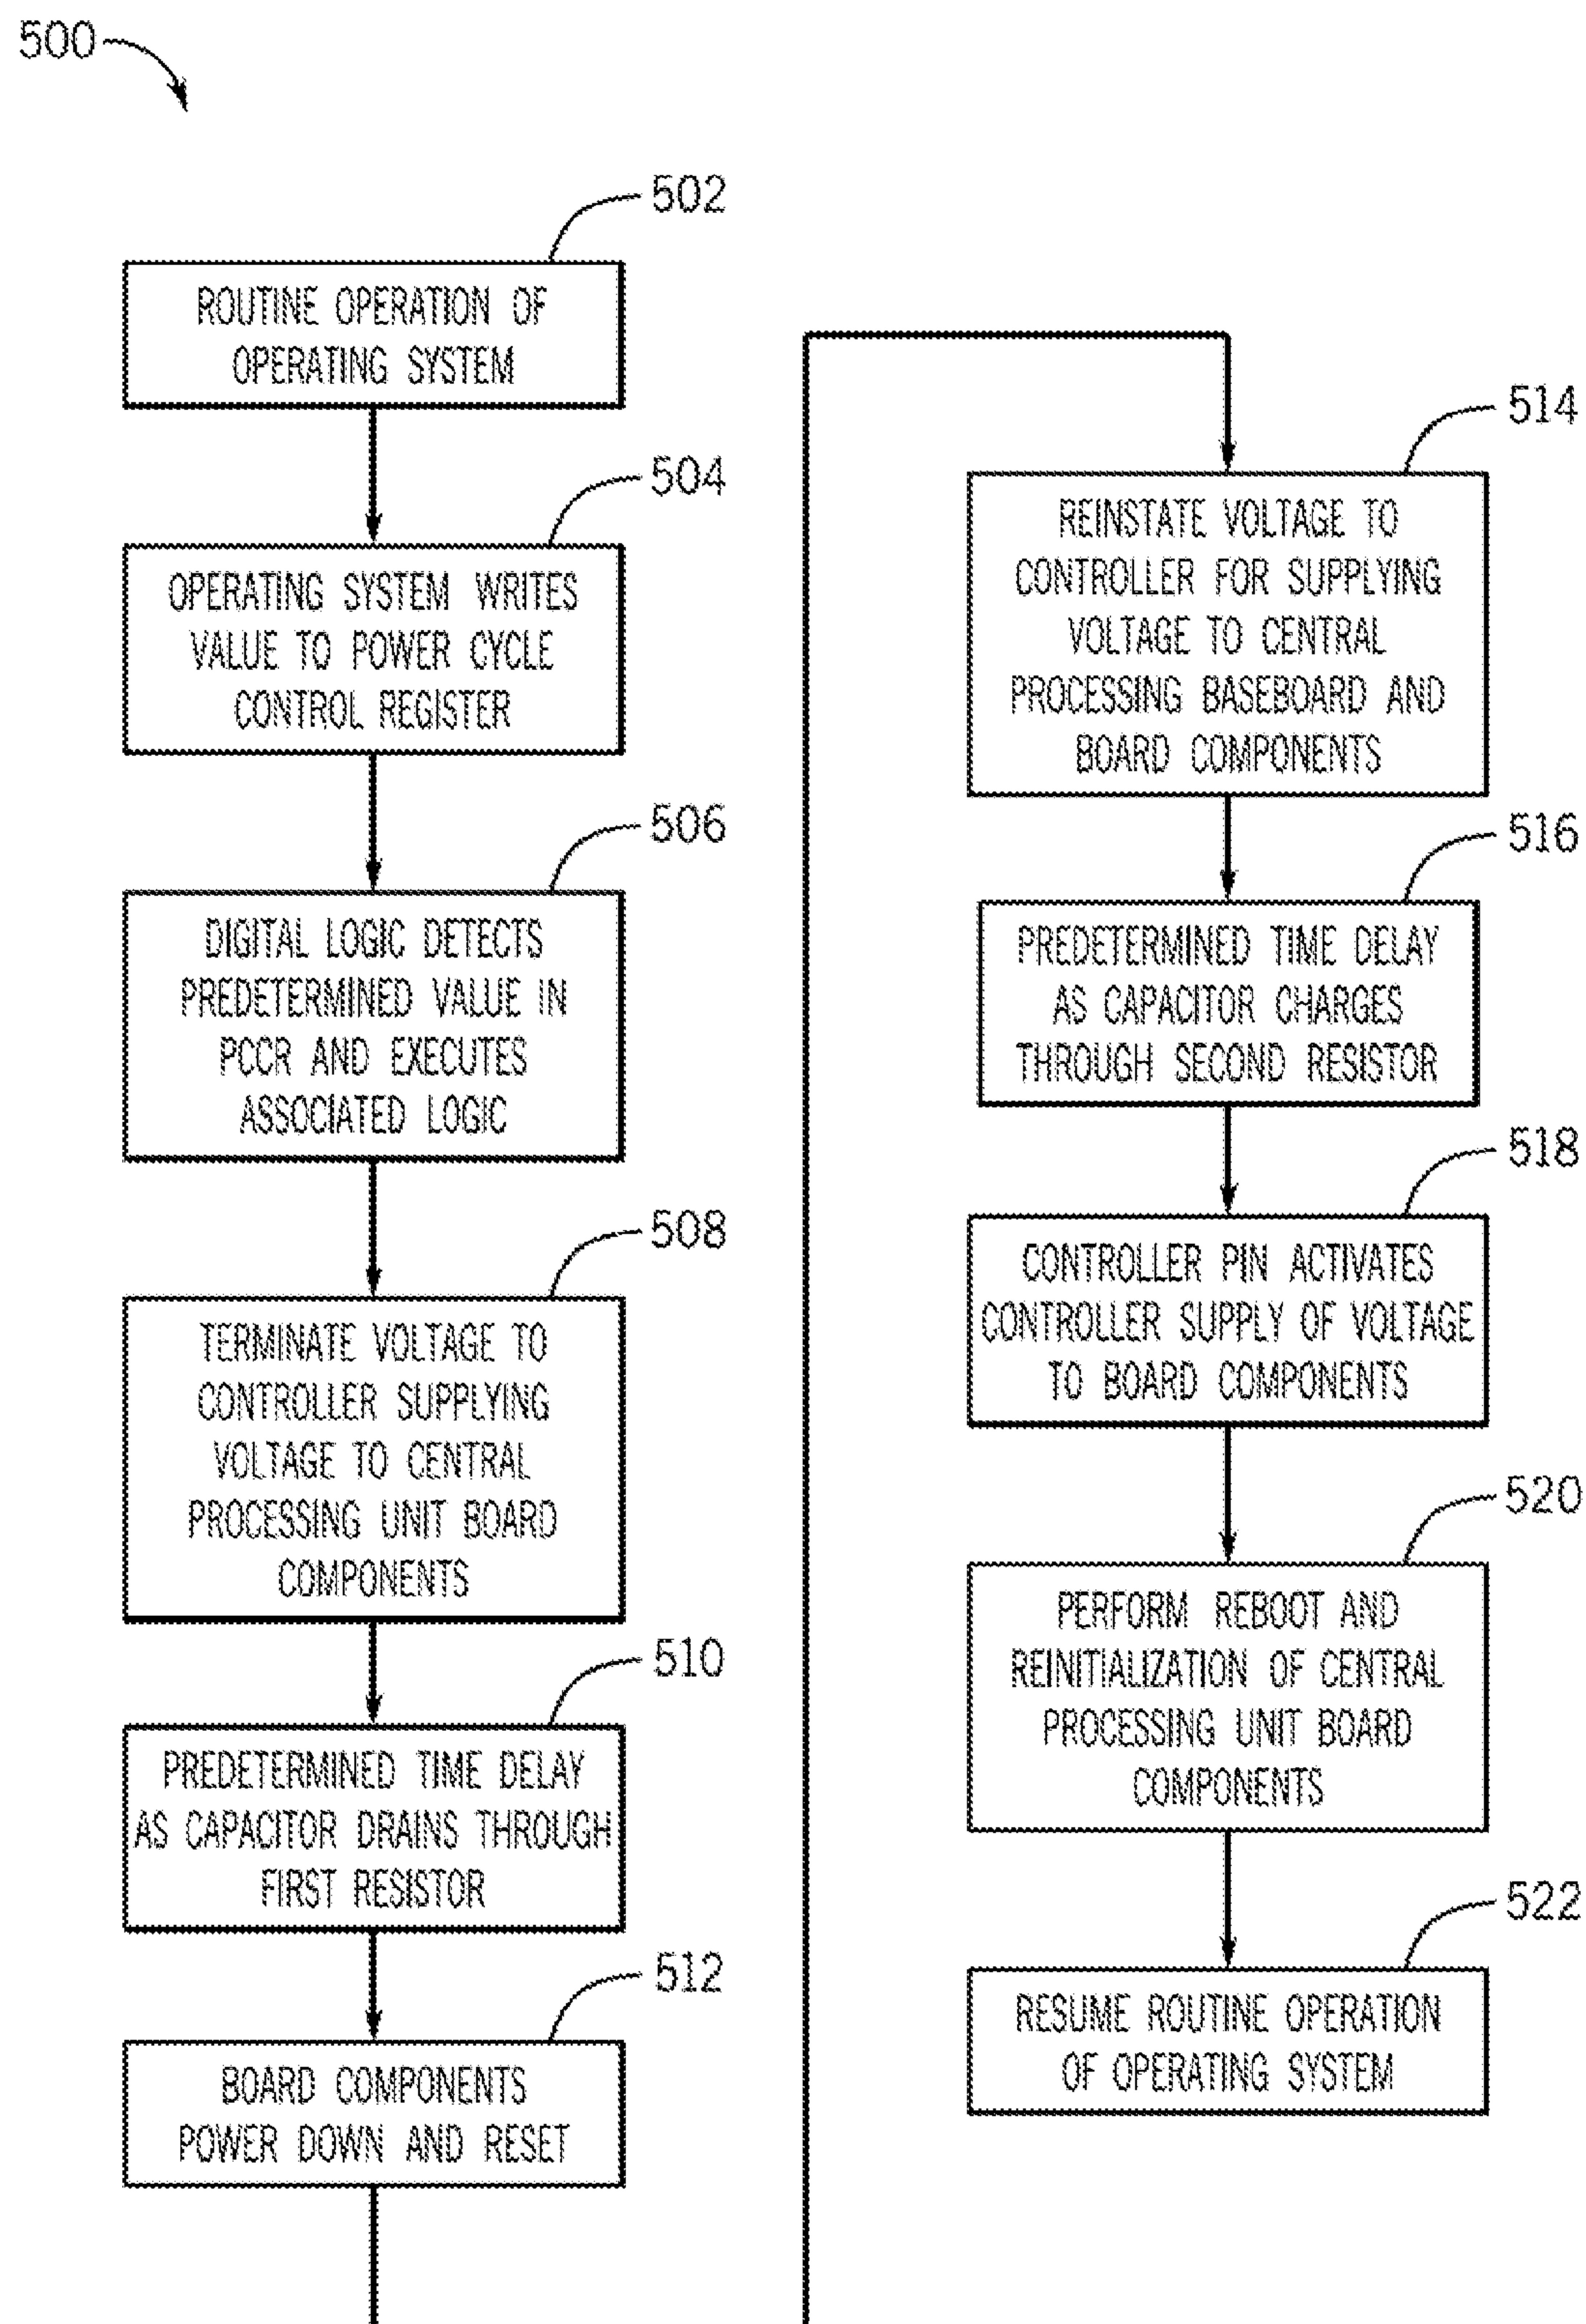 500
502
ROUTINE OPERATION OF
OPERATING SYSTEM
504
OPERATING SYSTEM WRITES
VALUE TO POWER CYCLE
CONTROL REGISTER
506
DIGITAL LOGIC DETECTS
PREDETERMINED VALUE IN
PCCR AND EXECUTES
ASSOCIATED LOGIC
508
TERMINATE VOLTAGE TO
CONTROLLER SUPPLYING
VOLTAGE TO CENTRAL
PROCESSING UNIT BOARD
COMPONENTS
510
PREDETERMINED TIME DELAY
AS CAPACITOR DRAINS THROUGH
FIRST RESISTOR
512
BOARD COMPONENTS
POWER DOWN AND RESET
514
REINSTATE VOLTAGE TO
CONTROLLER FOR SUPPLYING
VOLTAGE TO CENTRAL
PROCESSING BASEBOARD AND
BOARD COMPONENTS
516
PREDETERMINED TIME DELAY
AS CAPACITOR CHARGES
THROUGH SECOND RESISTOR
518
CONTROLLER PIN ACTIVATES
CONTROLLER SUPPLY OF VOLTAGE
TO BOARD COMPONENTS
520
PERFORM REBOOT AND
REINITIALIZATION OF CENTRAL
PROCESSING UNIT BOARD
COMPONENTS
522
RESUME ROUTINE OPERATION
OF OPERATING SYSTEM